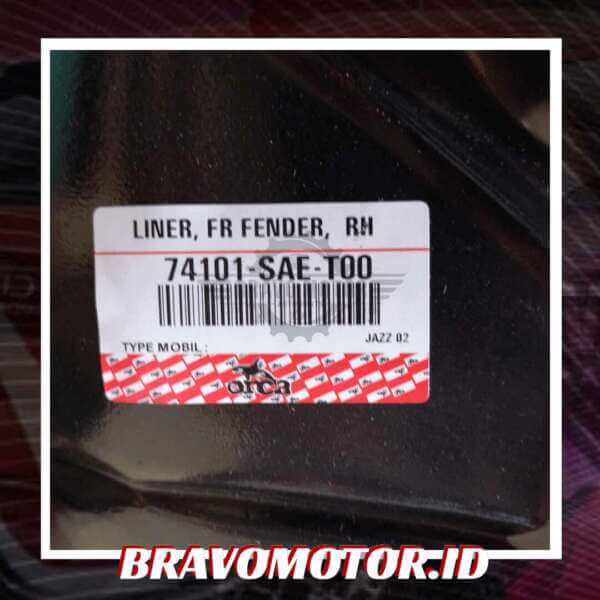 LINER, FR FENDER, RH
74101-SAE-T00
TYPE MOBIL :
JAZZ 02
orca
BRAVOMOTOR.ID